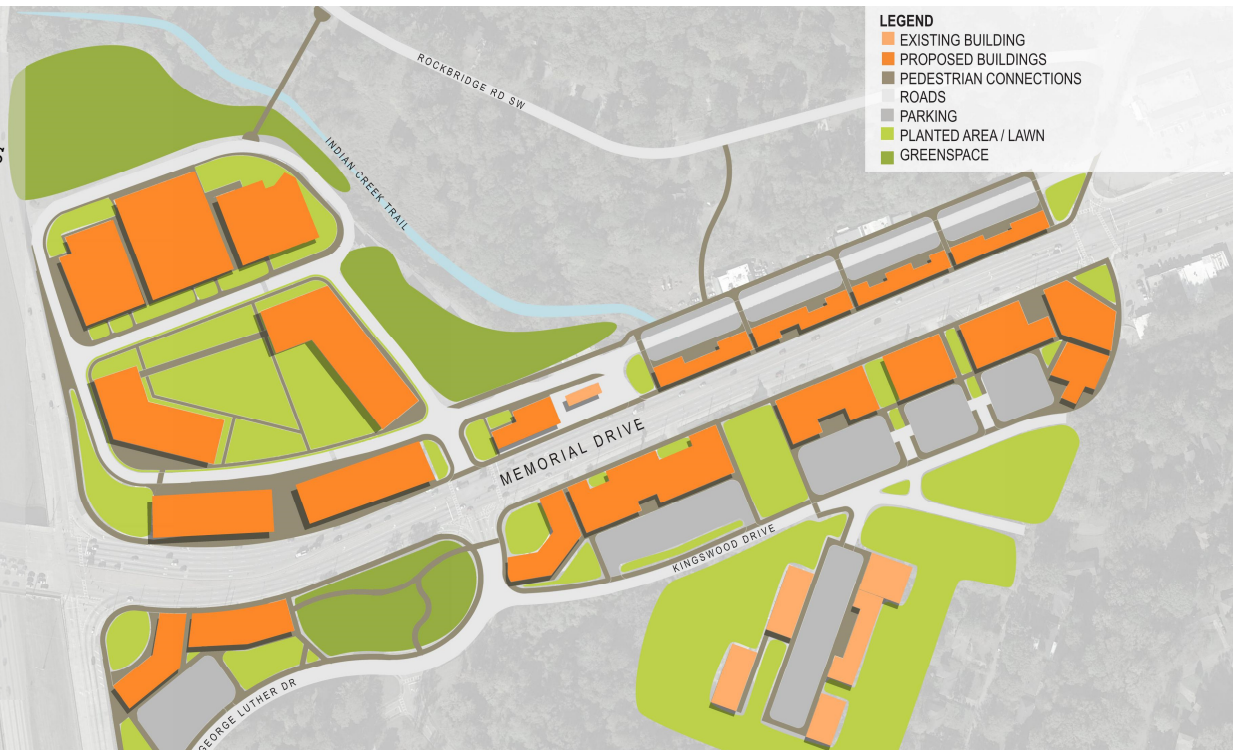 LEGEND
EXISTING BUILDING
PROPOSED BUILDINGS
PEDESTRIAN CONNECTIONS
ROADS
PARKING
PLANTED AREA / LAWN
GREENSPACE
ROCKBRIDGE RD SW
INDIAN CREEK TRAIL
MEMORIAL DRIVE
KINGSWOOD DRIVE
GEORGE LUTHER DR